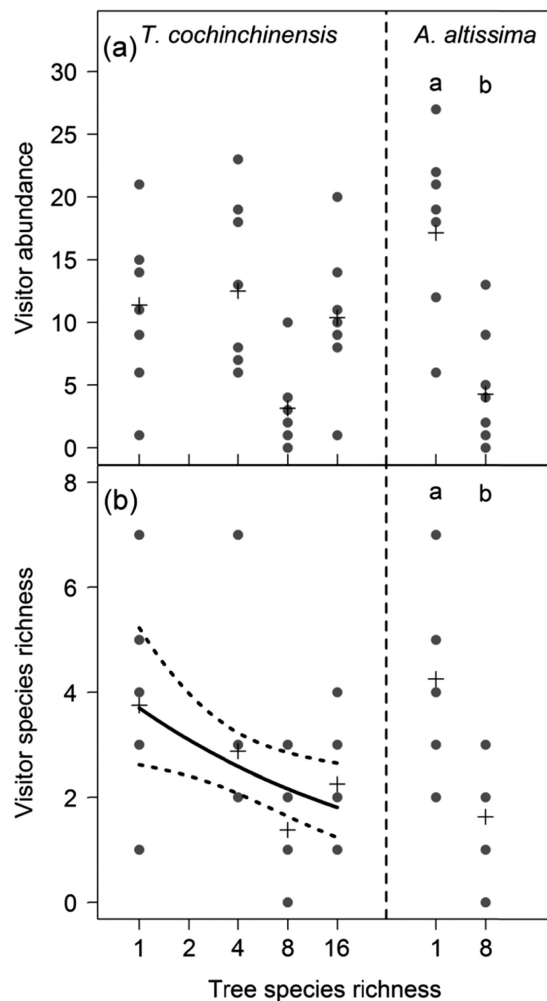 (a) T. cochinchinensis A. altissima
a b
30
25
20
15
10
5
0
Visitor abundance
(b) a b
8
6
4
2
0
Visitor species richness
1 2 4 8 16 1 8
Tree species richness